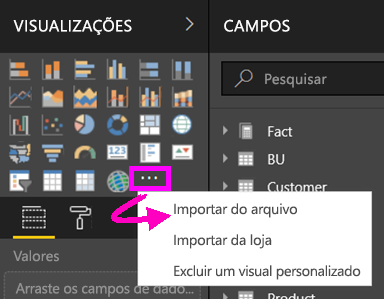 VISUALIZAÇÕES
CAMPOS
Pesquisar
Fact
BU
Customer
Importar do arquivo
Importar da loja
Excluir um visual personalizado
Valores
Arraste os campos de dado...
Product